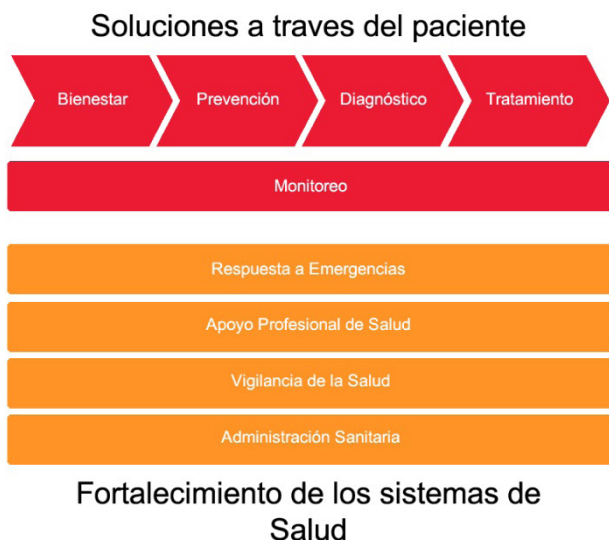 Soluciones a traves del paciente
Bienestar
Prevención
Diagnóstico
Tratamiento
Monitoreo
Respuesta a Emergencias
Apoyo Profesional de Salud
Vigilancia de la Salud
Administración Sanitaria
Fortalecimiento de los sistemas de
Salud